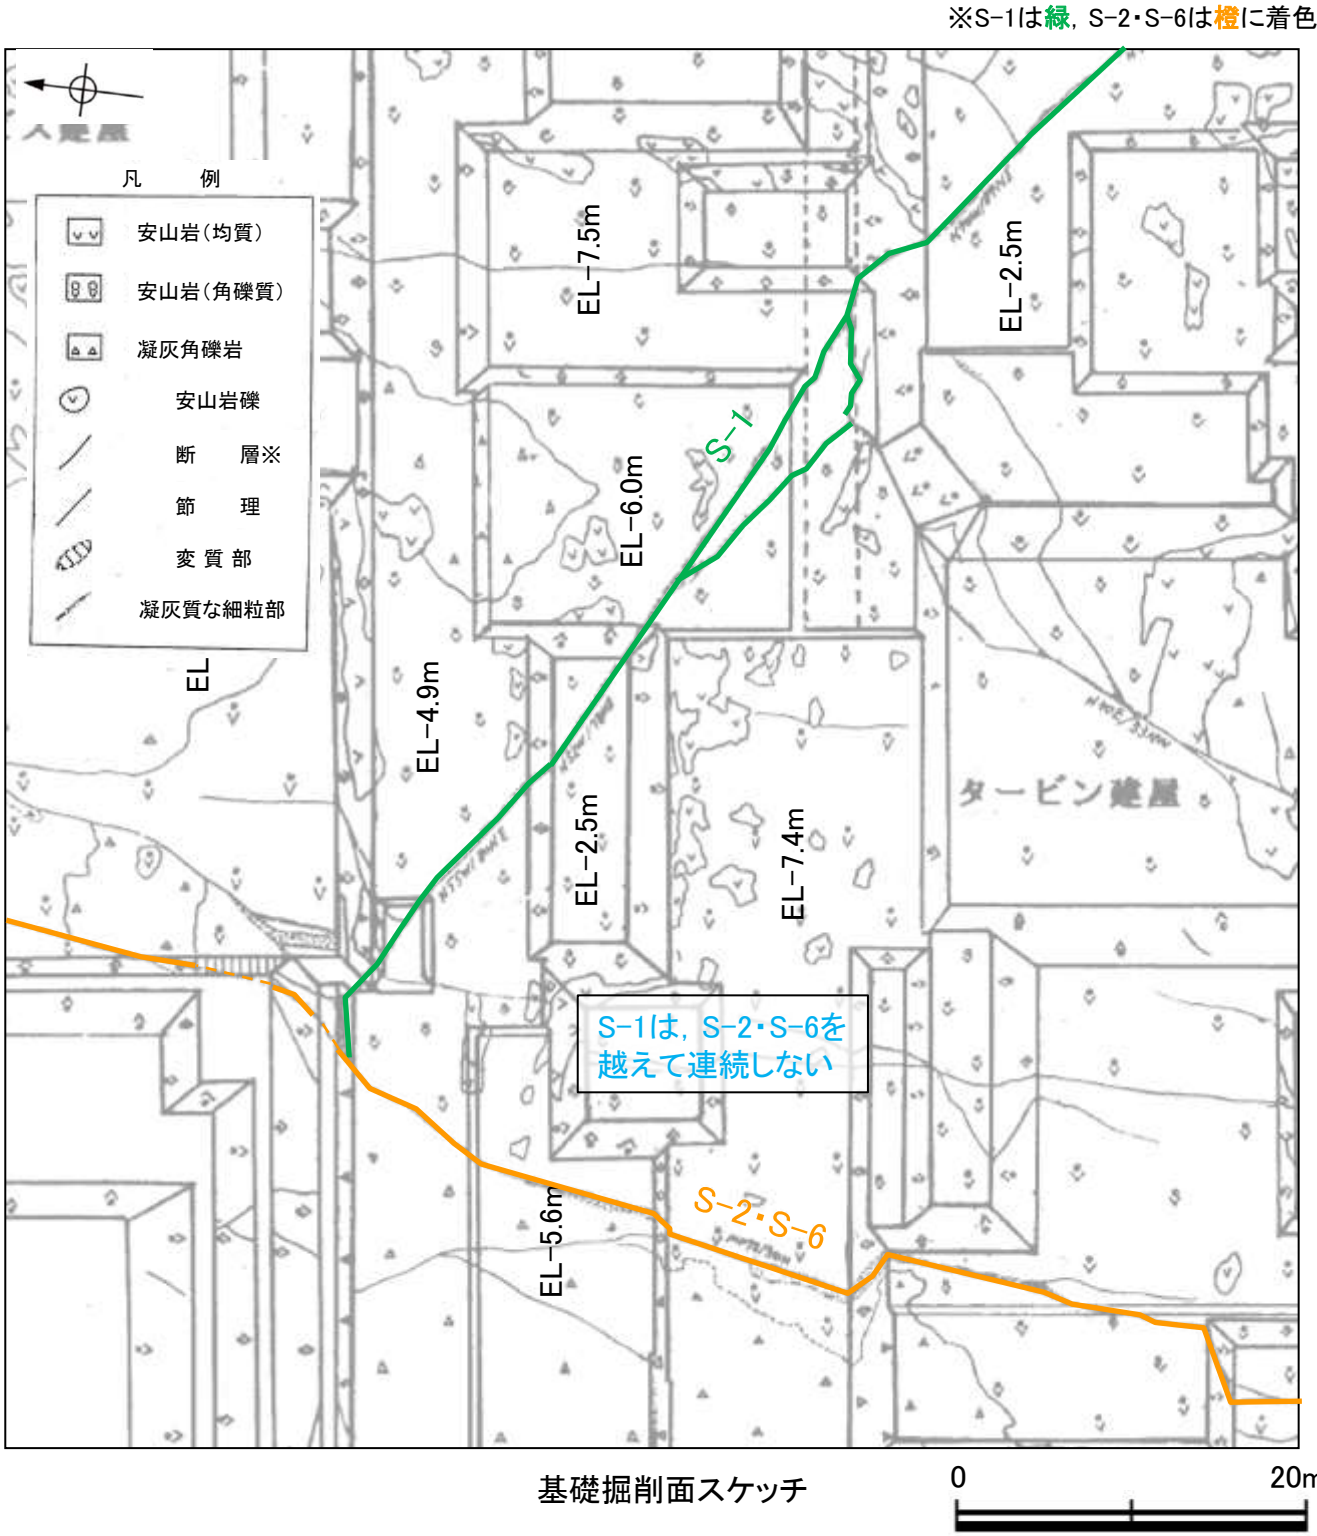 ※S-1は緑, S-2・S-6は橙に着色
凡 例
安山岩(均質)
安山岩(角礫質)
凝灰角礫岩
安山岩礫
断 層※
節 理
変質部
凝灰質な細粒部
EL
EL-7.5m
EL-2.5m
S-1
EL-6.0m
EL-4.9m
EL-2.5m
EL-7.4m
タービン建屋
S-1は, S-2・S-6を
越えて連続しない
S-2・S-6
EL-5.6m
基礎掘削面スケッチ
0 20m